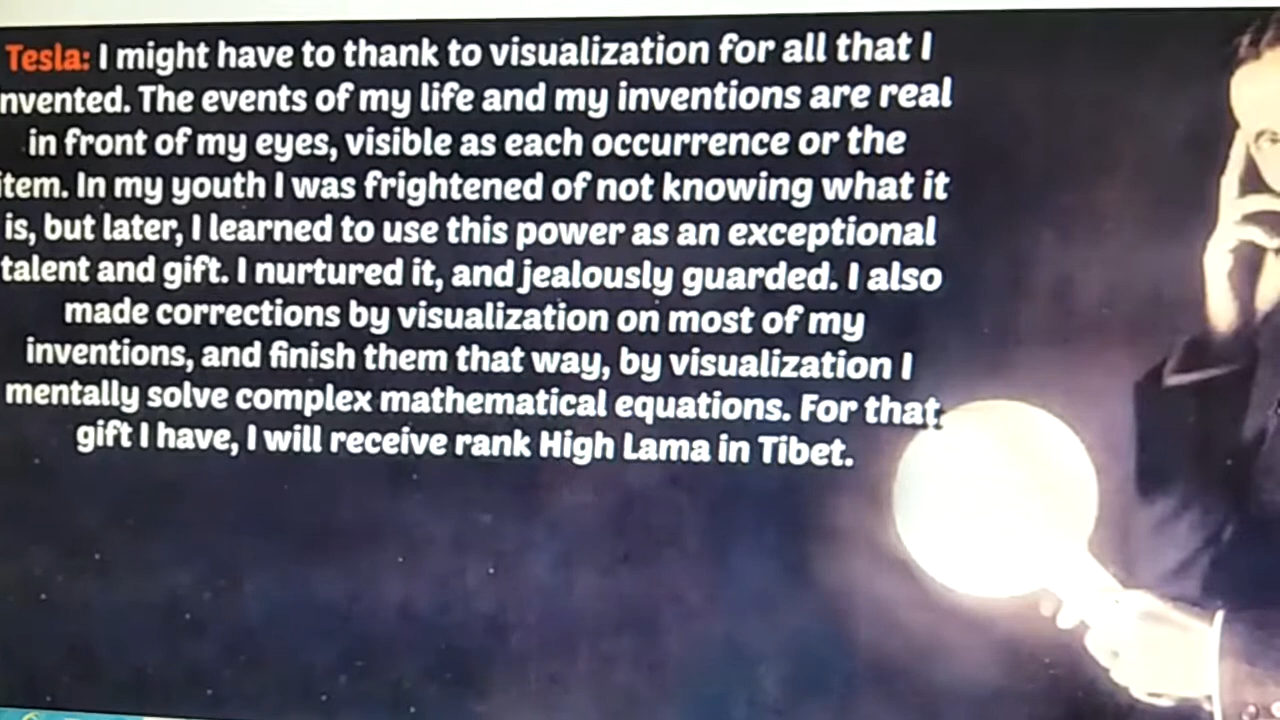 Tesla: I might have to thank to visualization for all that I
nvented. The events of my life and my inventions are real
in front of my eyes, visible as each occurrence or the
item. In my youth I was frightened of not knowing what it
is, but later, I learned to use this power as an exceptional
talent and gift. I nurtured it, and jealously guarded. I also
made corrections by visualization on most of my
inventions, and finish them that way, by visualization I
mentally solve complex mathematical equations. For that
gift I have, I will receive rank High Lama in Tibet.